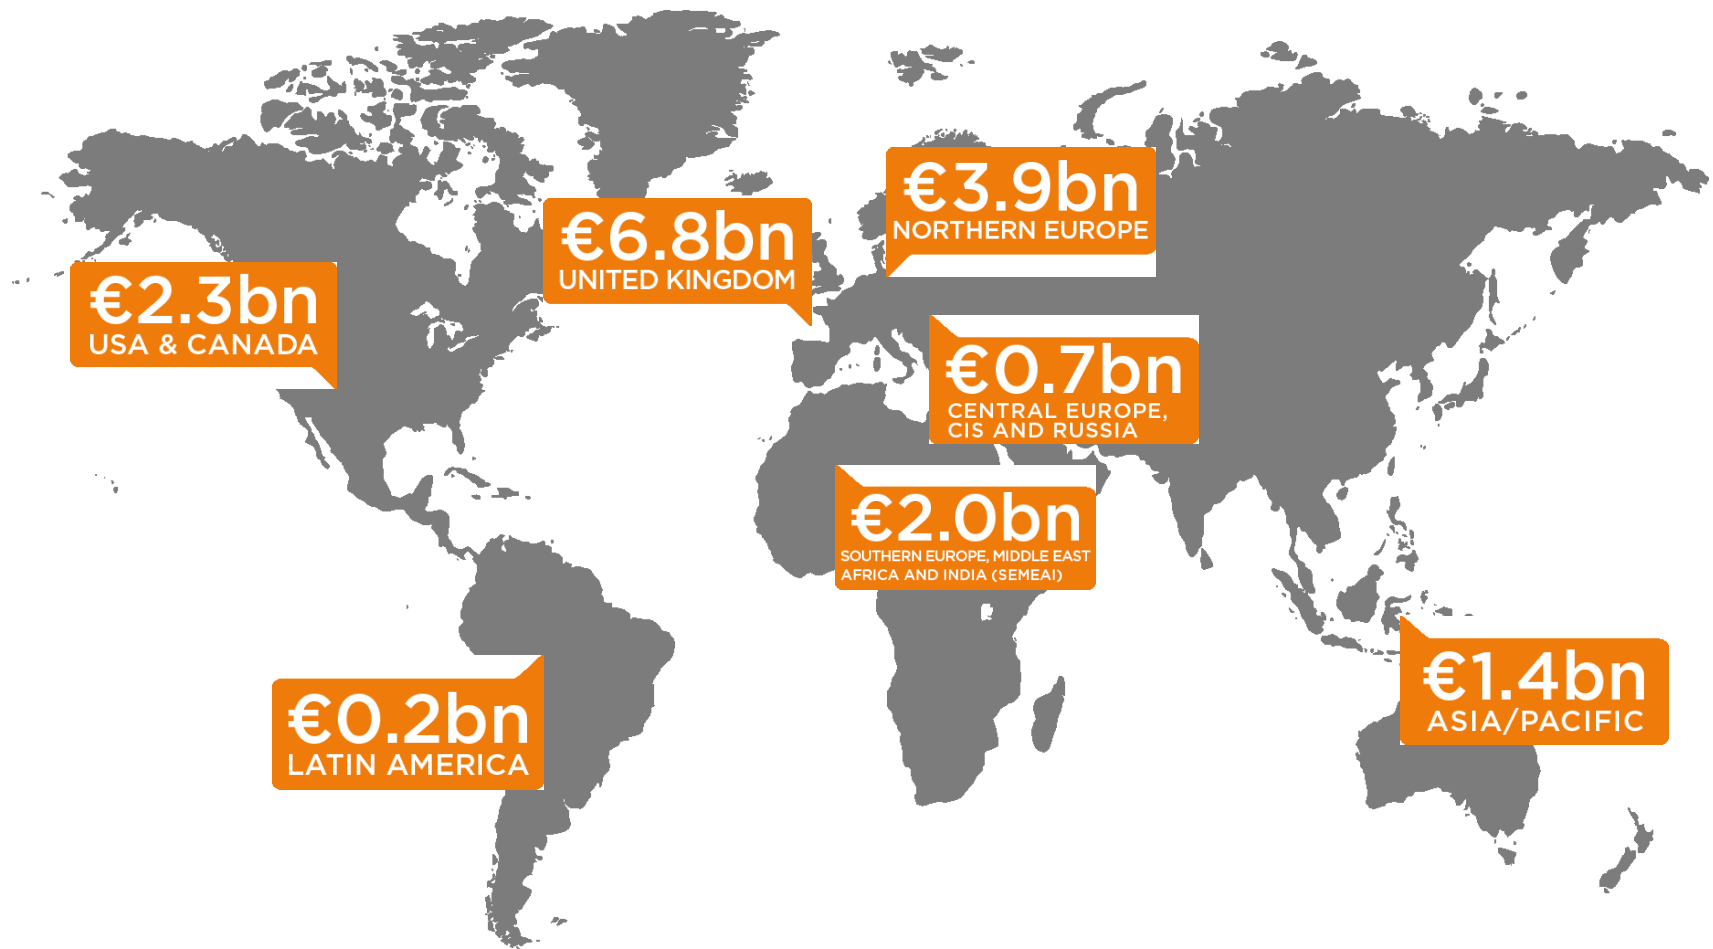 €3.9bn
NORTHERN EUROPE
€6.8bn
UNITED KINGDOM
€2.3bn
USA & CANADA
€0.7bn
CENTRAL EUROPE,
CIS AND RUSSIA
€2.0bn
SOUTHERN EUROPE, MIDDLE EAST
AFRICA AND INDIA (SEMEAI)
€1.4bn
ASIA/PACIFIC
€0.2bn
LATIN AMERICA